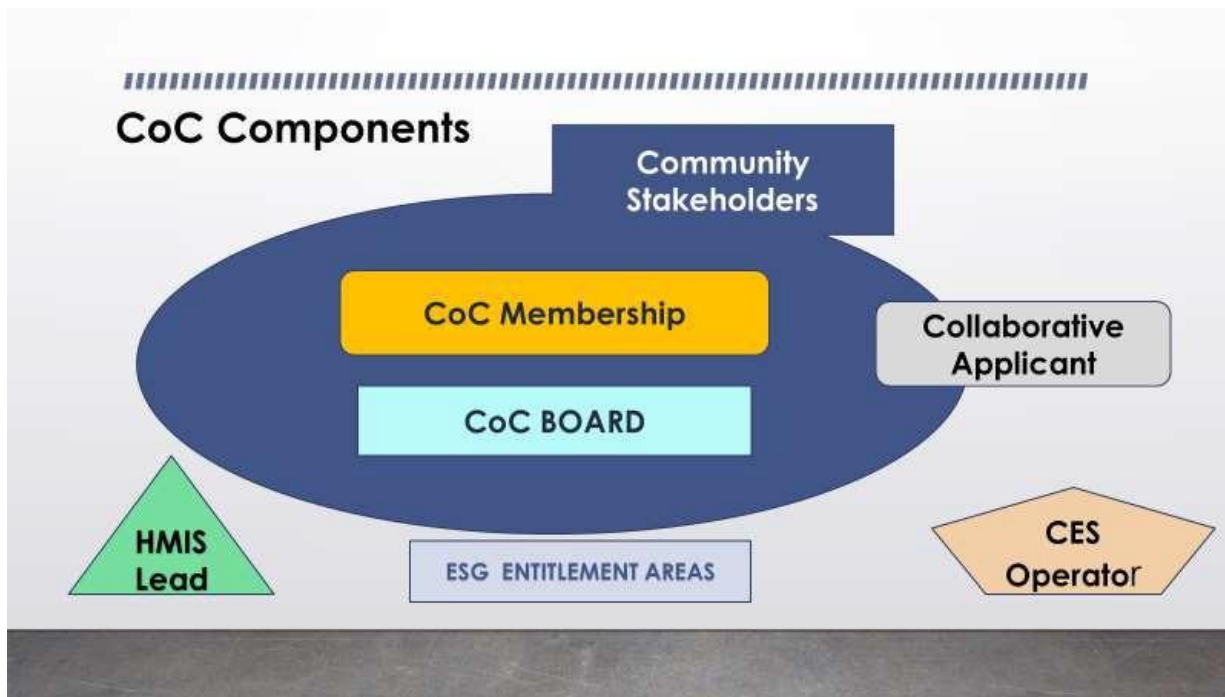 CoC Components
Community
Stakeholders
CoC Membership
Collaborative
Applicant
CoC BOARD
HMIS
Lead
ESG ENTITLEMENT AREAS
CES
Operator